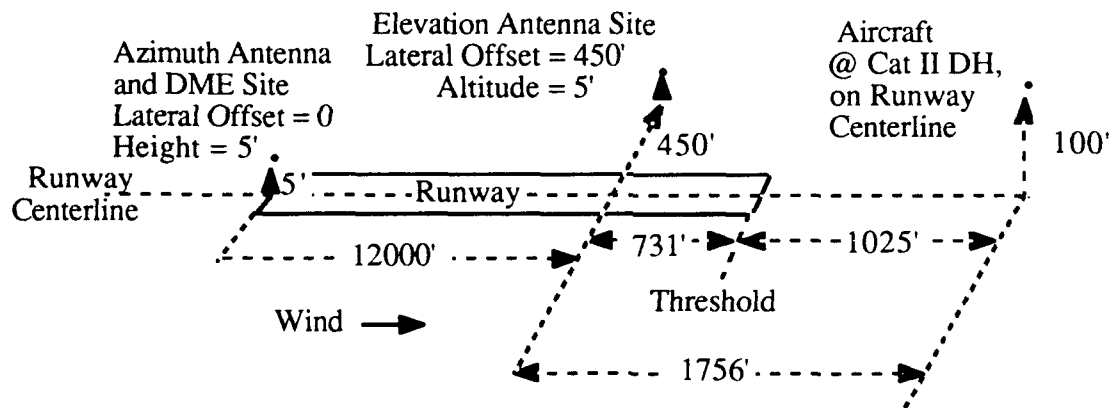 Azimuth Antenna
and DME Site
Lateral Offset = 0
Height = 5'
Elevation Antenna Site
Lateral Offset = 450'
Altitude = 5'
Aircraft
@ Cat II DH,
on Runway
Centerline
450'
100'
Runway
Centerline
5'
Runway
12000'
731'
1025'
Threshold
Wind
1756'